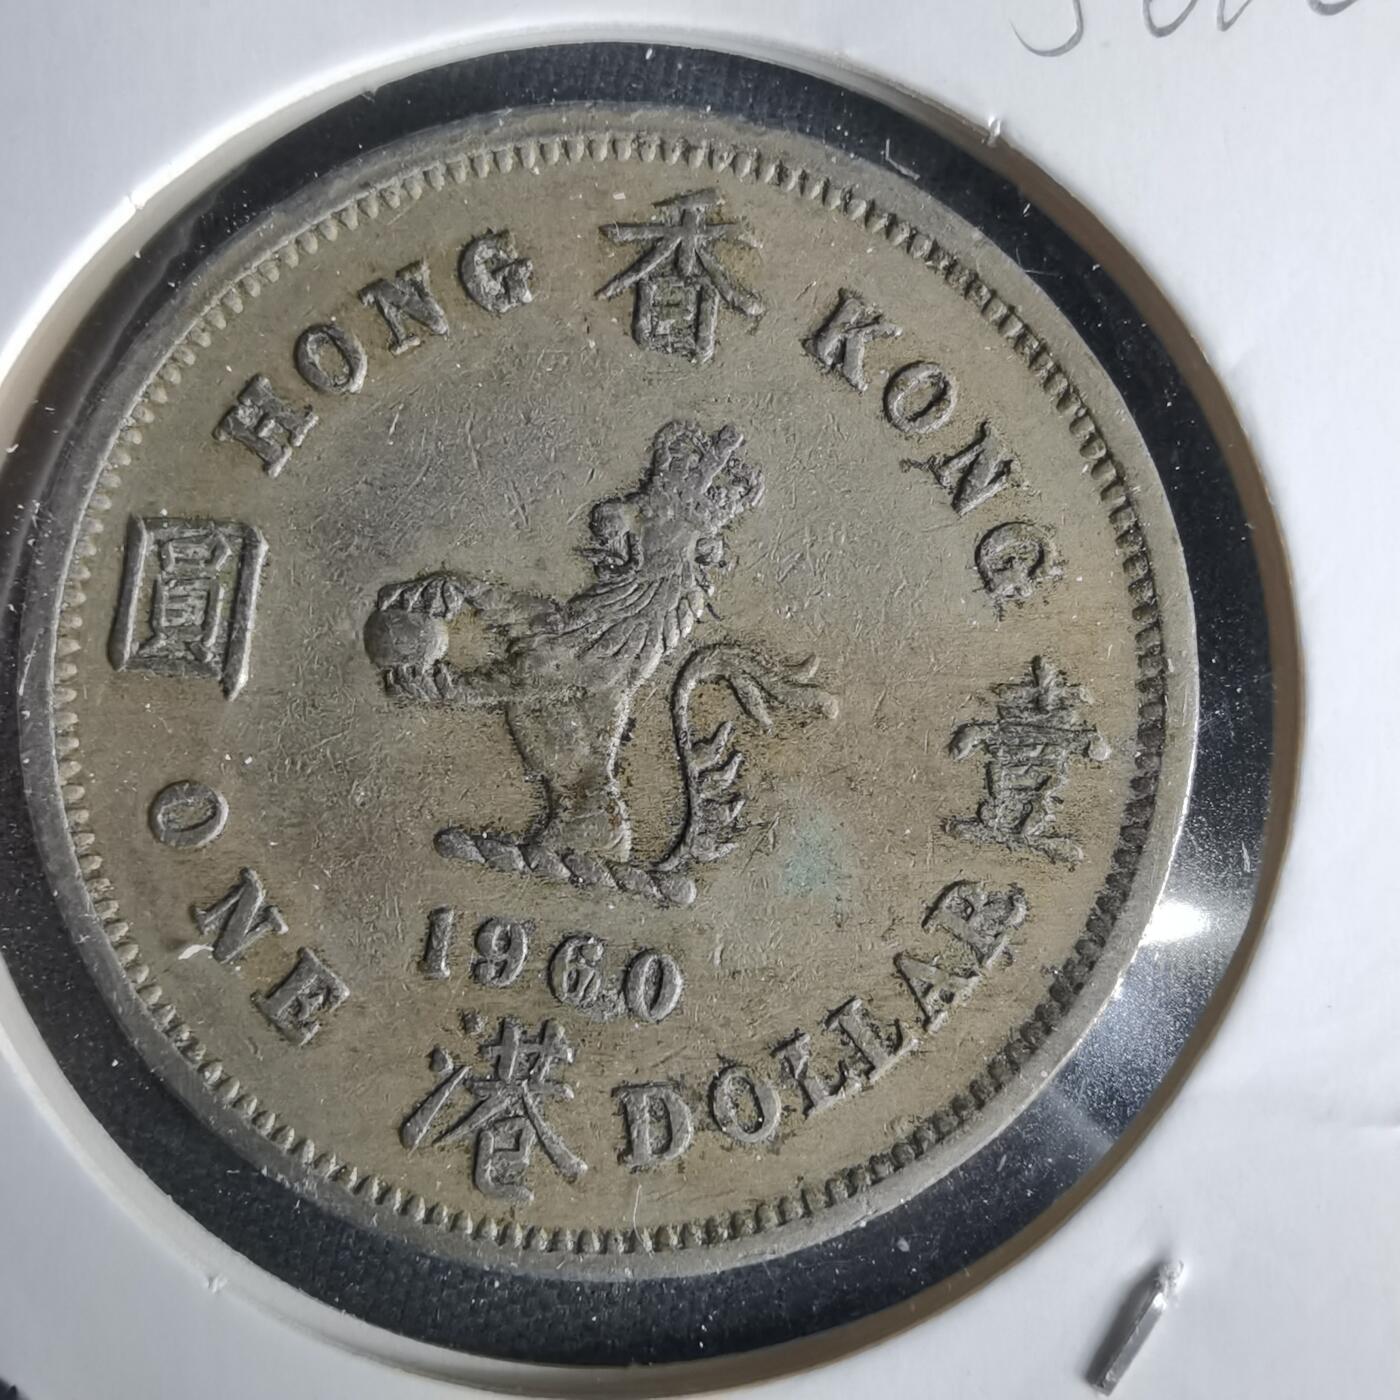 HONG KONG
香港
壹圓
1960
ONE DOLLAR